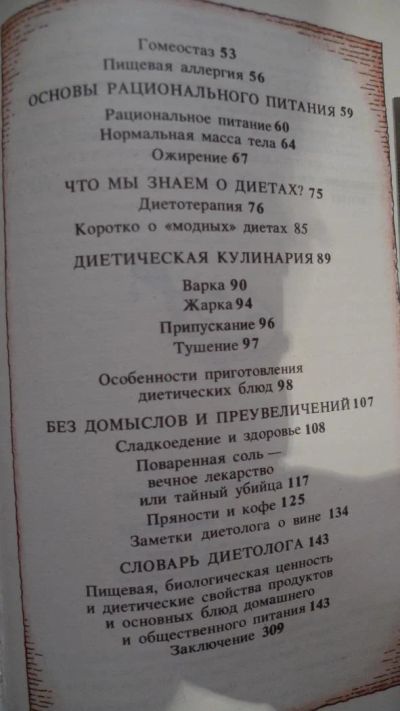 Гомеостаз 53
Пищевая аллергия 56
ОСНОВЫ РАЦИОНАЛЬНОГО ПИТАНИЯ 59
Рациональное питание 60
Нормальная масса тела 64
Ожирение 67
ЧТО МЫ ЗНАЕМ О ДИЕТАХ? 75
Диетотерапия 76
Коротко о «модных» диетах 85
ДИЕТИЧЕСКАЯ КУЛИНАРИЯ 89
Варка 90
Жарка 94
Припускание 96
Тушение 97
Особенности приготовления
диетических блюд 98
БЕЗ ДОМЫСЛОВ И ПРЕУВЕЛИЧЕНИЙ 107
Сладкоедение и здоровье 108
Поваренная соль —
вечное лекарство
или тайный убийца 117
Пряности и кофе 125
Заметки диетолога о вине 134
СЛОВАРЬ ДИЕТОЛОГА 143
Пищевая, биологическая ценность
и диетические свойства продуктов
и основных блюд домашнего
и общественного питания 143
Заключение 309